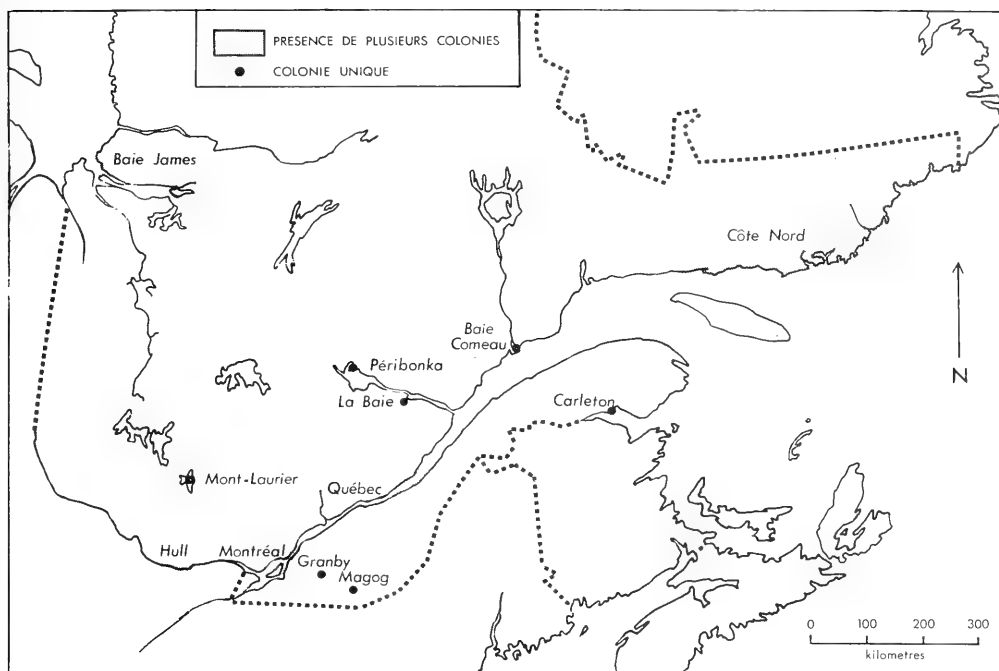 PRESENCE DE PLUSIEURS COLONIES
COLONIE UNIQUE
Baie James
Côte Nord
Baie
Comeau
Péribonka
La Baie
Carleton
N
Mont-Laurier
Québec
Hull
Montréal
Granby
Magog
0 100 200 300
kilometres